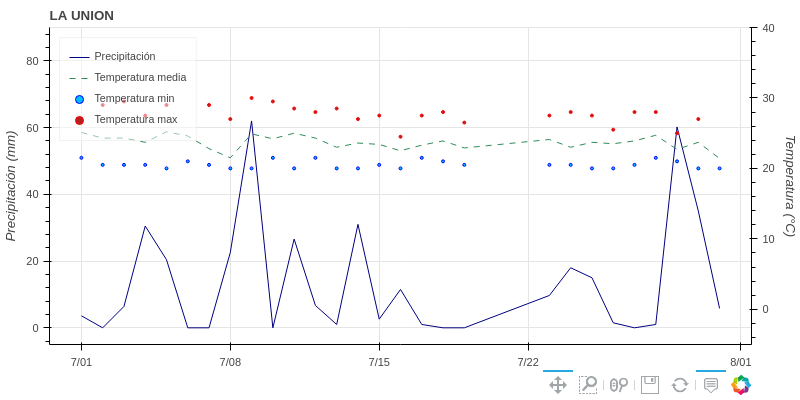 LA UNION
Precipitación
Temperatura media
Temperatura min
Temperatura max
Precipitación (mm)
80
60
40
20
0
Temperatura (°C)
40
30
20
10
0
7/01
7/08
7/15
7/22
8/01